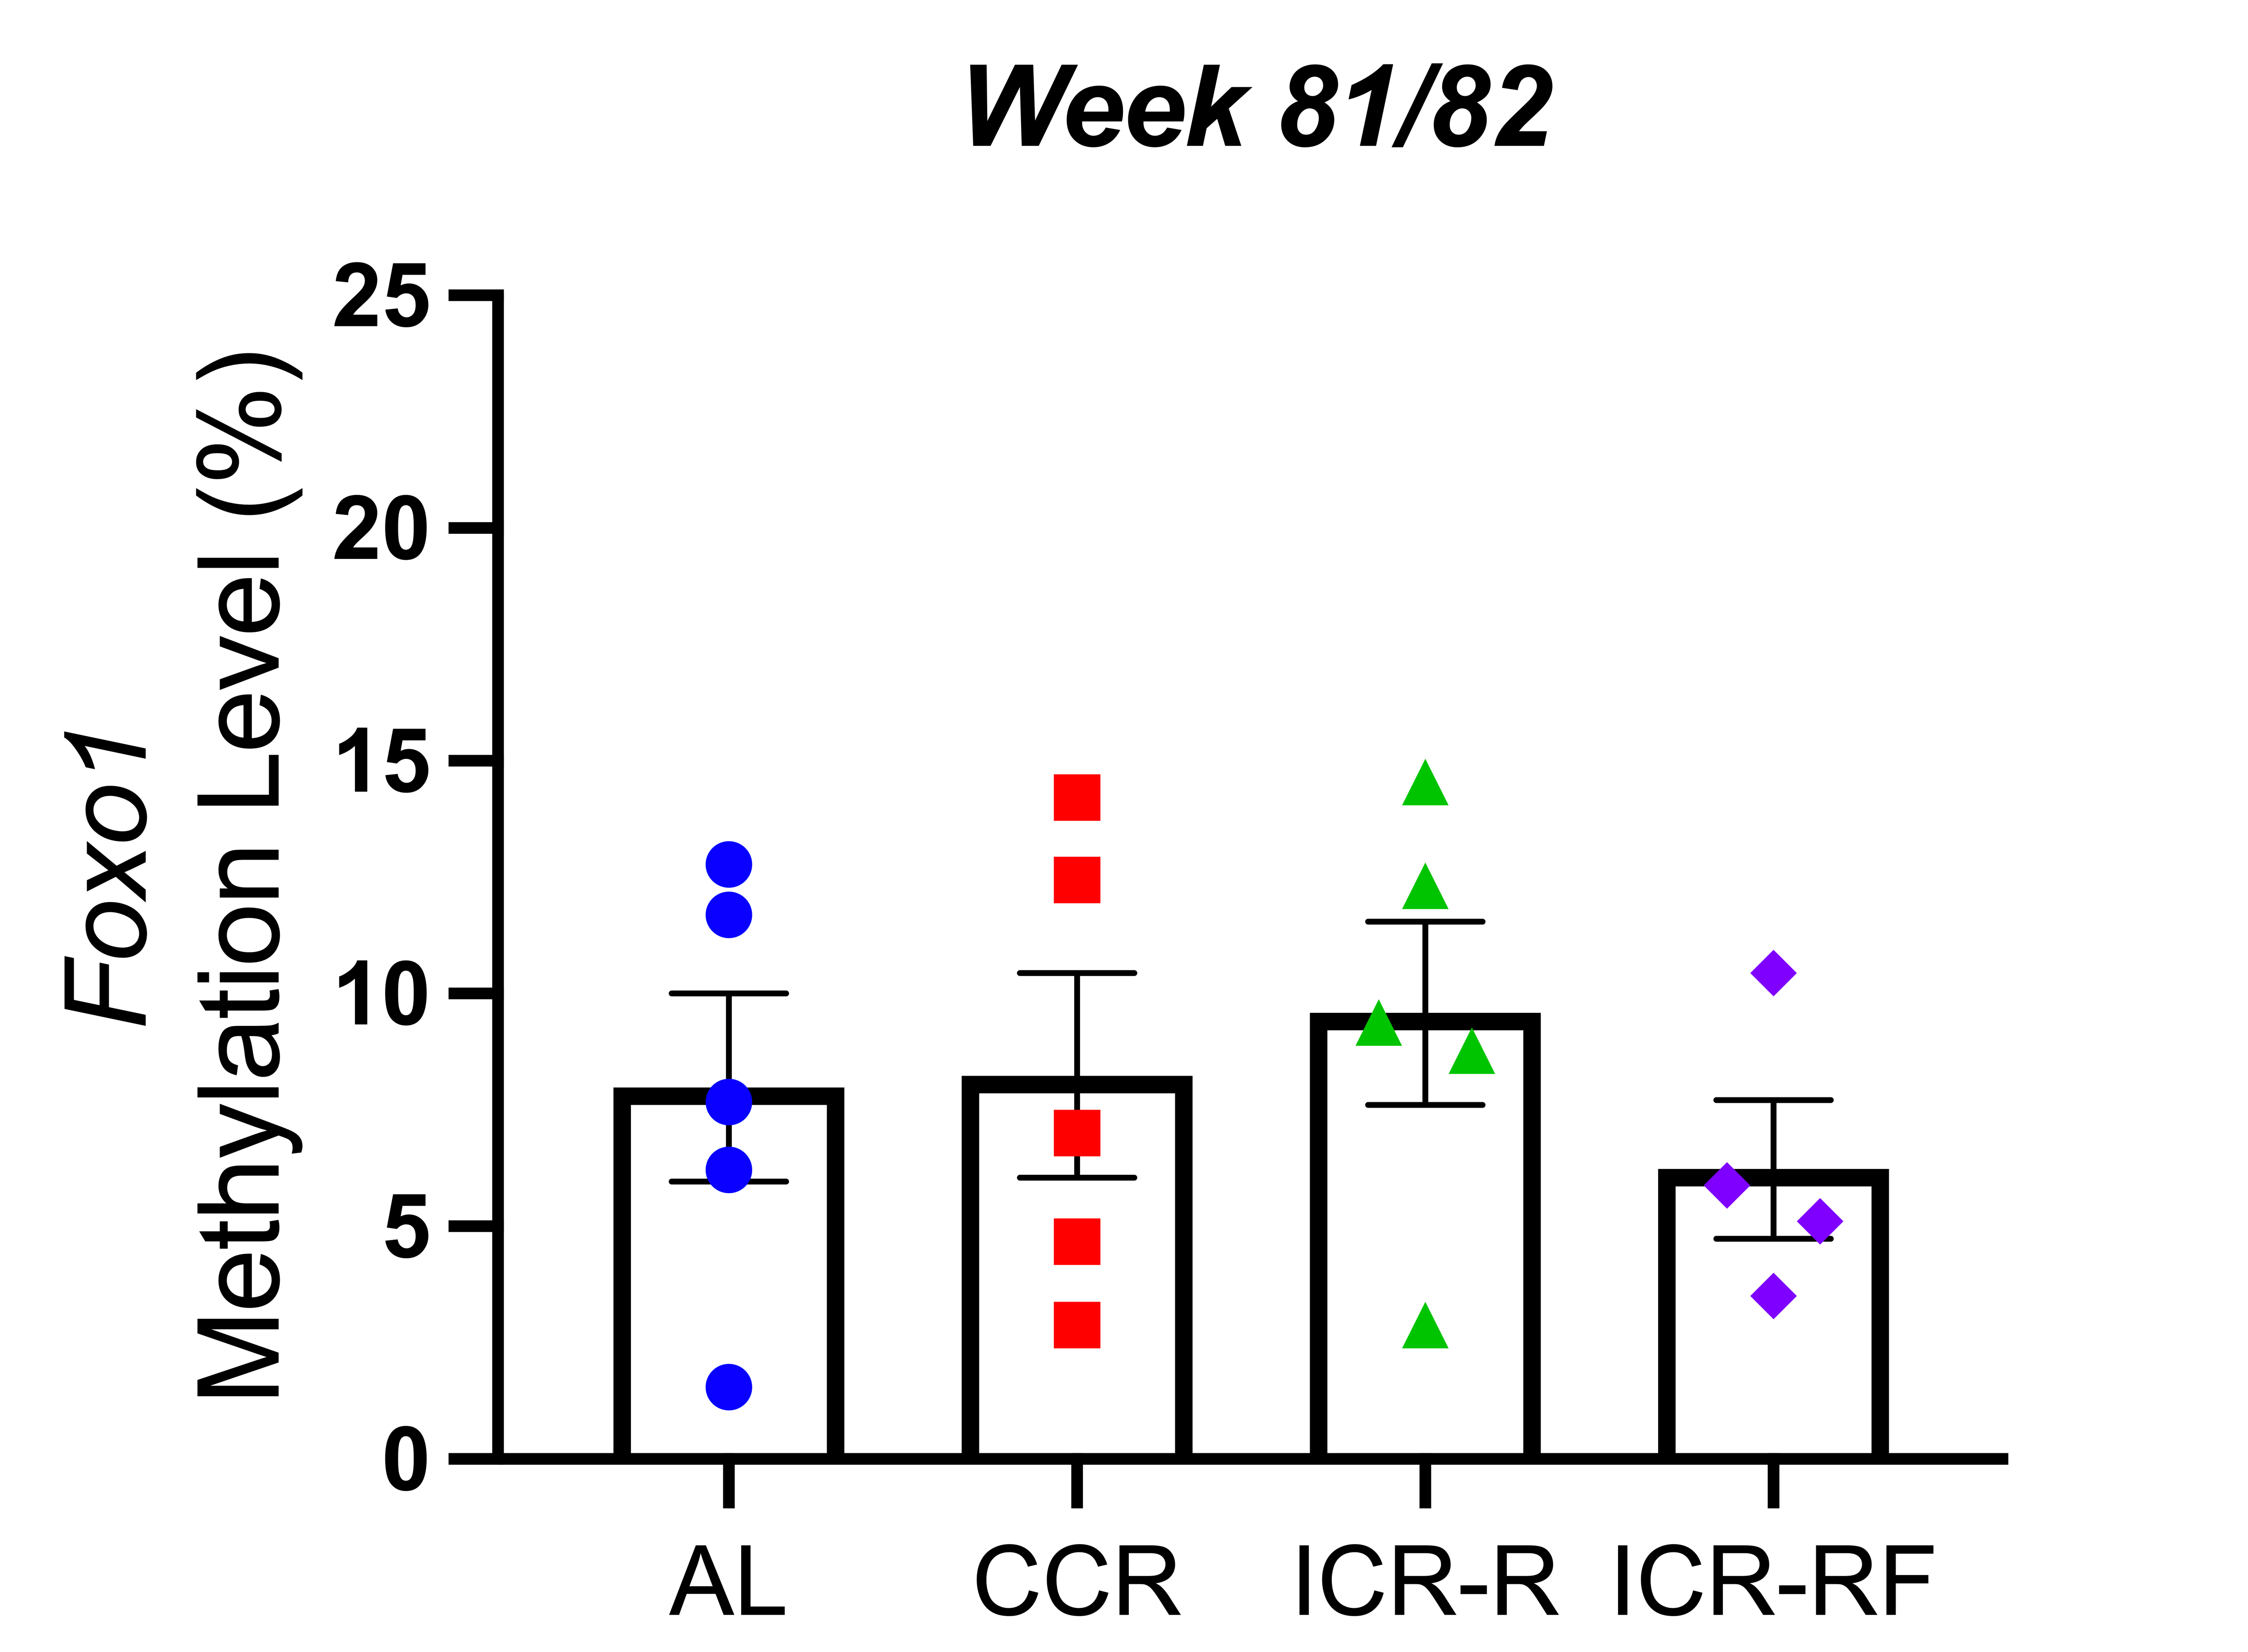 Week 81/82
Foxo1
Methylation Level (%)
25
20
15
10
5
0
AL
CCR
ICR-R
ICR-RF